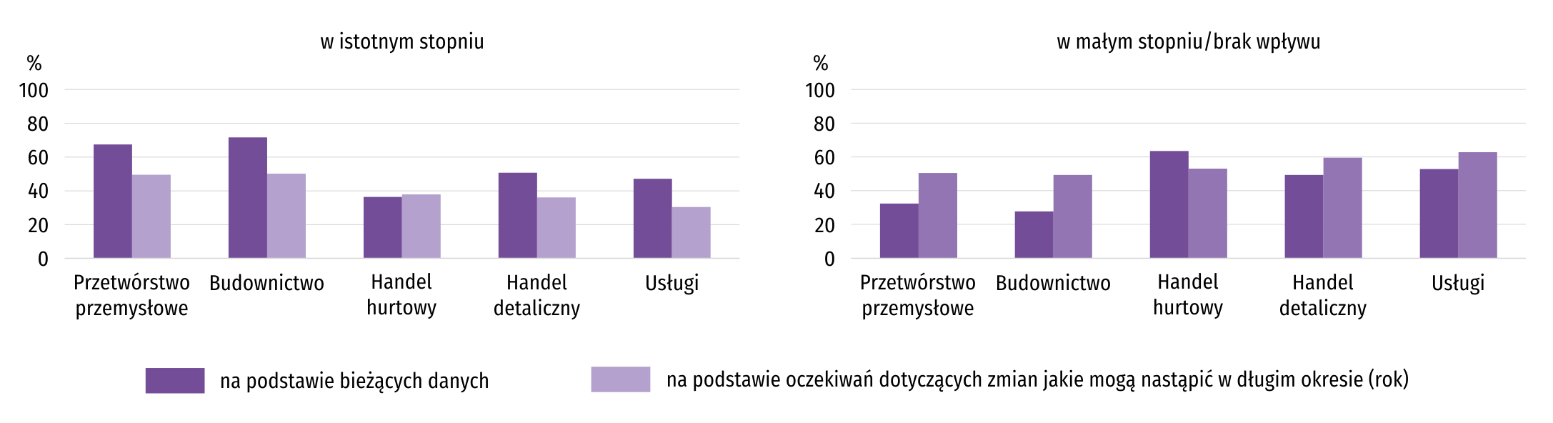 w istotnym stopniu
%
100
80
60
40
20
0
Przetwórstwo
przemysłowe
Budownictwo
Handel
hurtowy
Handel
detaliczny
Usługi
w małym stopniu/brak wpływu
%
100
80
60
40
20
0
Przetwórstwo
przemysłowe
Budownictwo
Handel
hurtowy
Handel
detaliczny
Usługi
na podstawie bieżących danych
na podstawie oczekiwań dotyczących zmian jakie mogą nastąpić w długim okresie (rok)